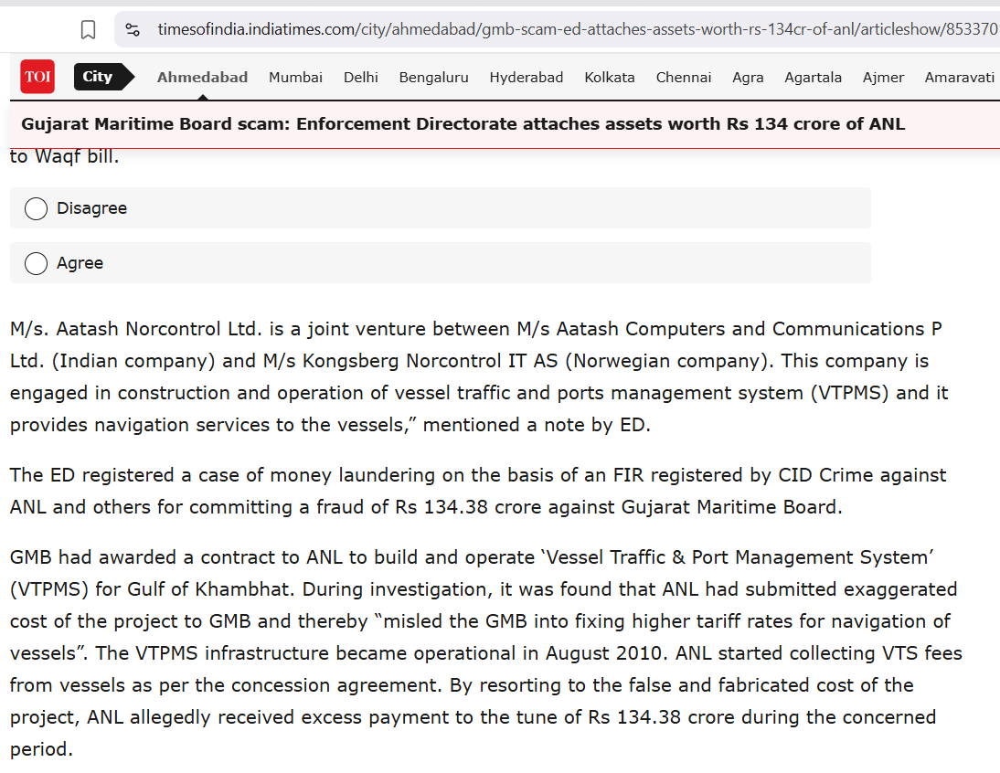 timesofindia.indiatimes.com/city/ahmedabad/gmb-scam-ed-attaches-assets-worth-rs-134cr-of-anl/articleshow/853370
TOI City Ahmedabad Mumbai Delhi Bengaluru Hyderabad Kolkata Chennai Agra Agartala Ajmer Amaravati
Gujarat Maritime Board scam: Enforcement Directorate attaches assets worth Rs 134 crore of ANL
to Waqf bill.
Disagree
Agree
M/s. Aatash Norcontrol Ltd. is a joint venture between M/s Aatash Computers and Communications P
Ltd. (Indian company) and M/s Kongsberg Norcontrol IT AS (Norwegian company). This company is
engaged in construction and operation of vessel traffic and ports management system (VTPMS) and it
provides navigation services to the vessels,” mentioned a note by ED.
The ED registered a case of money laundering on the basis of an FIR registered by CID Crime against
ANL and others for committing a fraud of Rs 134.38 crore against Gujarat Maritime Board.
GMB had awarded a contract to ANL to build and operate ‘Vessel Traffic & Port Management System’
(VTPMS) for Gulf of Khambhat. During investigation, it was found that ANL had submitted exaggerated
cost of the project to GMB and thereby “misled the GMB into fixing higher tariff rates for navigation of
vessels”. The VTPMS infrastructure became operational in August 2010. ANL started collecting VTS fees
from vessels as per the concession agreement. By resorting to the false and fabricated cost of the
project, ANL allegedly received excess payment to the tune of Rs 134.38 crore during the concerned
period.